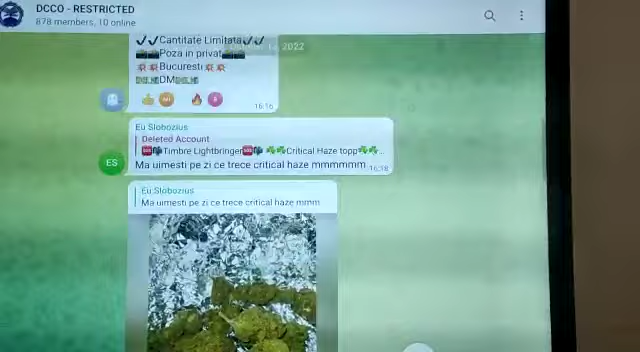 DCCO - RESTRICTED
878 members, 10 online
Cantitate Limitata
Poza in privat
2022
Bucuresti
DM
16:16
Eu Slobozius
Deleted Account
Timbre Lightbringer Critical Haze topp ..
Ma uimesti pe zi ce trece critical haze mmmmmm 16:18
ES
Eu Slobozius
Ma uimesti pe zi ce trece critical haze mmm